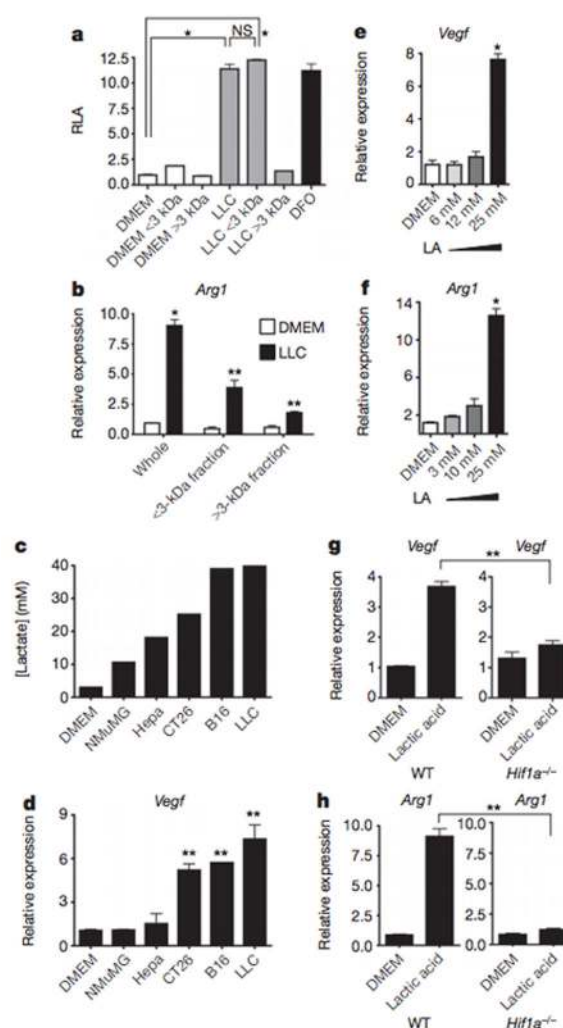 a
* NS *
RLA
12.5
10.0
7.5
5.0
2.5
0.0
DMEM
DMEM <3 kDa
DMEM >3 kDa
LLC
LLC <3 kDa
LLC >3 kDa
DFO
b
Arg1
Relative expression
10.0
7.5
5.0
2.5
0.0
DMEM
LLC
*
**
**
Whole
<3-kDa fraction
>3-kDa fraction
c
[Lactate] (mM)
40
30
20
10
0
DMEM
NMuMG
Hepa
CT26
B16
LLC
d
Vegf
Relative expression
9
6
3
0
** ** **
DMEM
NMuMG
Hepa
CT26
B16
LLC
e
Vegf
Relative expression
8
6
4
2
0
*
DMEM
6 mM
12 mM
25 mM
LA
f
Arg1
Relative expression
14
10
6
2
*
DMEM
3 mM
10 mM
25 mM
LA
g
Vegf
**
Vegf
Relative expression
4
3
2
1
0
4
3
2
1
0
DMEM
Lactic acid
DMEM
Lactic acid
WT
Hif1a−/−
h
Arg1
**
Arg1
Relative expression
10.0
7.5
5.0
2.5
0
10.0
7.5
5.0
2.5
0
DMEM
Lactic acid
DMEM
Lactic acid
WT
Hif1a−/−